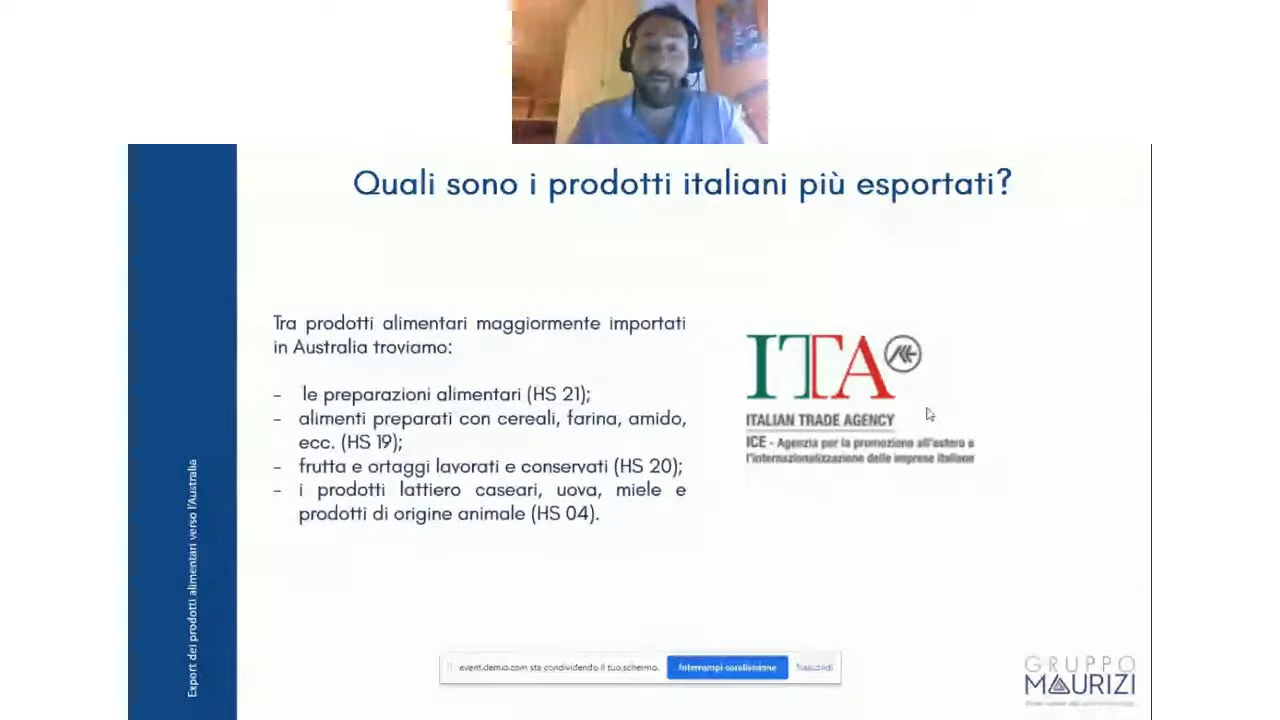 Quali sono i prodotti italiani più esportati?
Tra prodotti alimentari maggiormente importati
in Australia troviamo:
- le preparazioni alimentari (HS 21);
- alimenti preparati con cereali, farina, amido,
ecc. (HS 19);
- frutta e ortaggi lavorati e conservati (HS 20);
- i prodotti lattiero caseari, uova, miele e
prodotti di origine animale (HS 04).
ITA
ITALIAN TRADE AGENCY
ICE - Agenzia per la promozione all'estero e
l'internazionalizzazione delle imprese italiane
Export dei prodotti alimentari verso l'Australia
event.demio.com sta condividendo il tuo schermo.
Interrompi condivisione
Nascondi
GRUPPO
MAURIZI